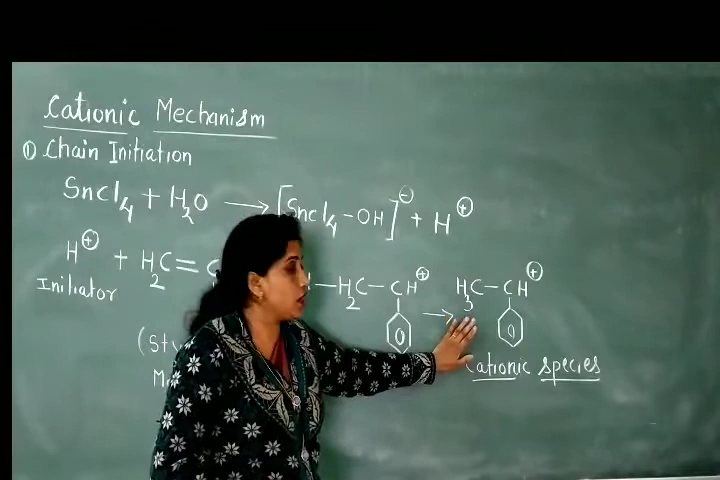 Cationic Mechanism
① Chain Initiation
Sncl4 + H2O ⟶ [Sncl4 – OH]⊖ + H⊕
H⊕ + H2C = – H2C – CH⊕ ⟶ H3C – CH⊕
Initiator
Cationic species